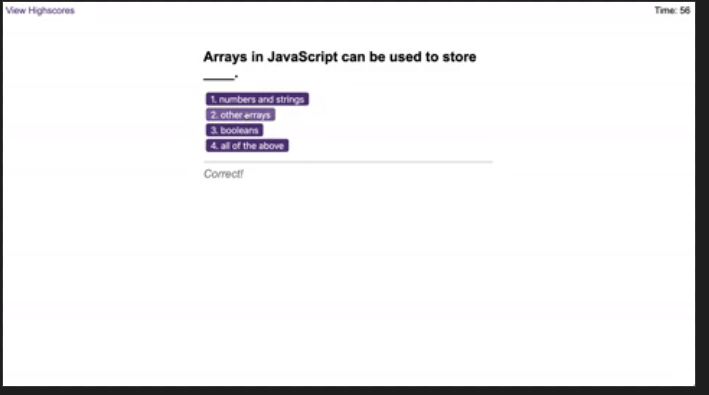 View Highscores
Time: 56
Arrays in JavaScript can be used to store
____.
1. numbers and strings
2. other arrays
3. booleans
4. all of the above
Correct!